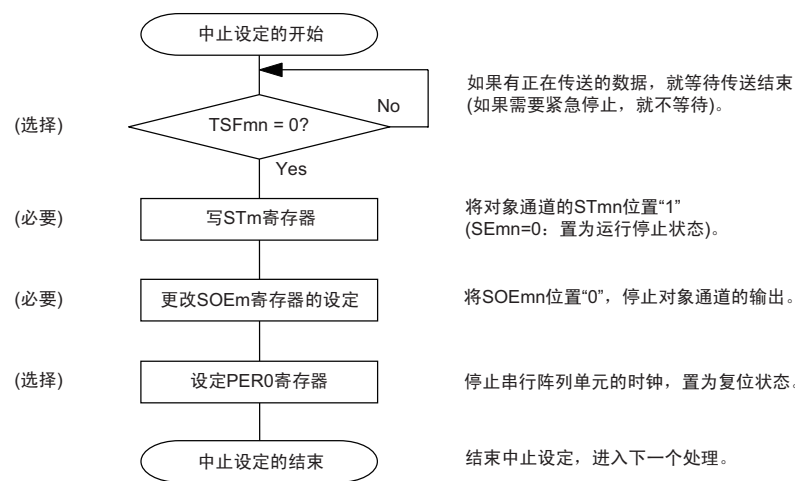 中止设定的开始
如果有正在传送的数据，就等待传送结束
(如果需要紧急停止，就不等待)。
No
(选择)
TSFmn = 0?
Yes
(必要)
写STm寄存器
将对象通道的STmn位置“1”
(SEmn=0：置为运行停止状态)。
(必要)
更改SOEm寄存器的设定
将SOEmn位置“0”，停止对象通道的输出。
(选择)
设定PER0寄存器
停止串行阵列单元的时钟，置为复位状态。
中止设定的结束
结束中止设定，进入下一个处理。